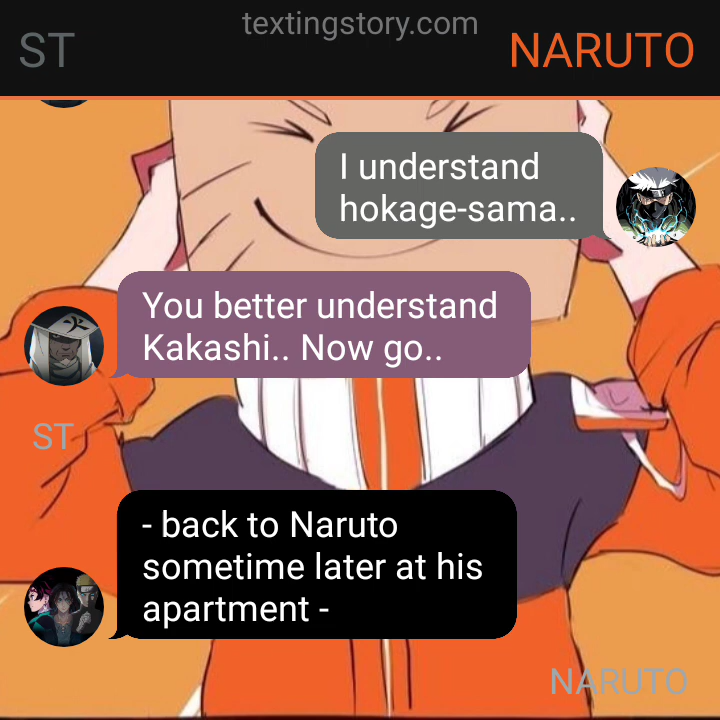 textingstory.com
ST
NARUTO
I understand
hokage-sama..
You better understand
Kakashi.. Now go..
ST
- back to Naruto
sometime later at his
apartment -
NARUTO